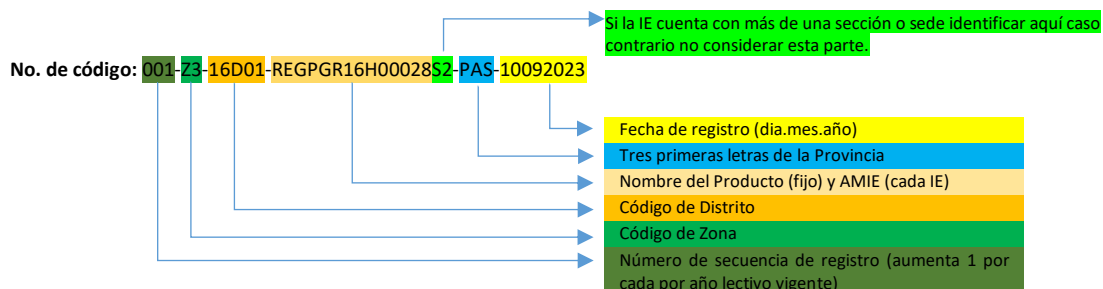 Si la IE cuenta con más de una sección o sede identificar aquí caso
contrario no considerar esta parte.
No. de código: 001-Z3-16D01-REGPGR16H00028S2-PAS-10092023
Fecha de registro (dia.mes.año)
Tres primeras letras de la Provincia
Nombre del Producto (fijo) y AMIE (cada IE)
Código de Distrito
Código de Zona
Número de secuencia de registro (aumenta 1 por
cada por año lectivo vigente)